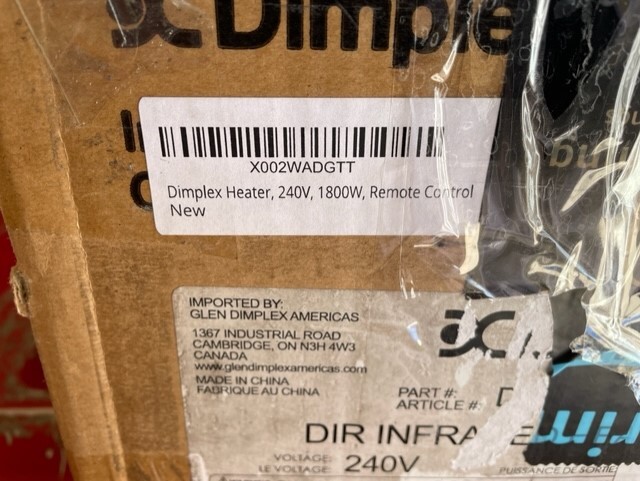 Dimple
X002WADGTT
Dimplex Heater, 240V, 1800W, Remote Control
New
IMPORTED BY:
GLEN DIMPLEX AMERICAS
1367 INDUSTRIAL ROAD
CAMBRIDGE, ON N3H 4W3
CANADA
www.glendimplexamericas.com
MADE IN CHINA
FABRIQUE AU CHINA
PART #:
ARTICLE #:
DIR INFRA
VOLTAGE:
LE VOLTAGE: 240V
PUISSANCE DE SORTIE